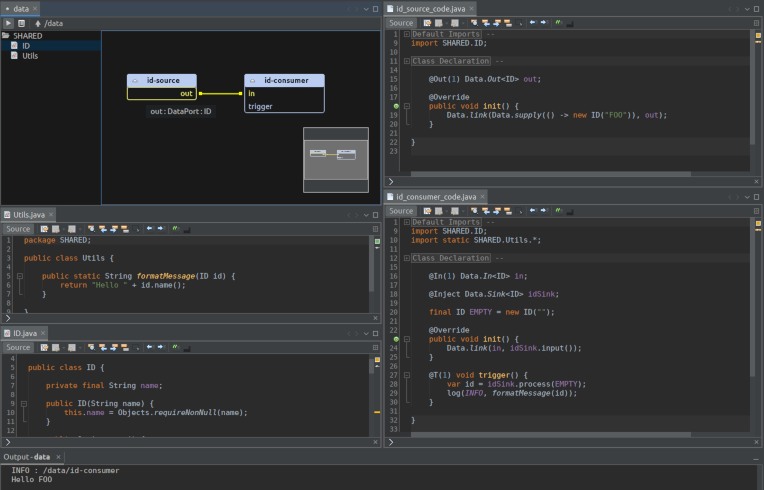 data
/data
SHARED
ID
Utils
id-source
out
id-consumer
in
trigger
out:DataPort:ID
Utils.java
Source
1 package SHARED;
2
3 public class Utils {
4
5 public static String formatMessage(ID id) {
6 return "Hello " + id.name();
7 }
8
9 }
ID.java
Source
4
5 public class ID {
6
7 private final String name;
8
9 public ID(String name) {
10 this.name = Objects.requireNonNull(name);
11 }
12
id_source_code.java
Source
1 Default Imports --
9 import SHARED.ID;
10
11 Class Declaration --
14
15 @Out(1) Data.Out<ID> out;
16
17 @Override
public void init() {
19 Data.link(Data.supply(() -> new ID("FOO")), out);
20 }
21
22 }
23
id_consumer_code.java
Source
1 Default Imports --
9 import SHARED.ID;
10 import static SHARED.Utils.*;
11
12 Class Declaration --
15
16 @In(1) Data.In<ID> in;
17
18 @Inject Data.Sink<ID> idSink;
19
20 final ID EMPTY = new ID("");
21
22 @Override
public void init() {
24 Data.link(in, idSink.input());
25 }
26
27 @T(1) void trigger() {
28 var id = idSink.process(EMPTY);
29 log(INFO, formatMessage(id));
30 }
31
32 }
33
Output - data
INFO : /data/id-consumer
Hello FOO